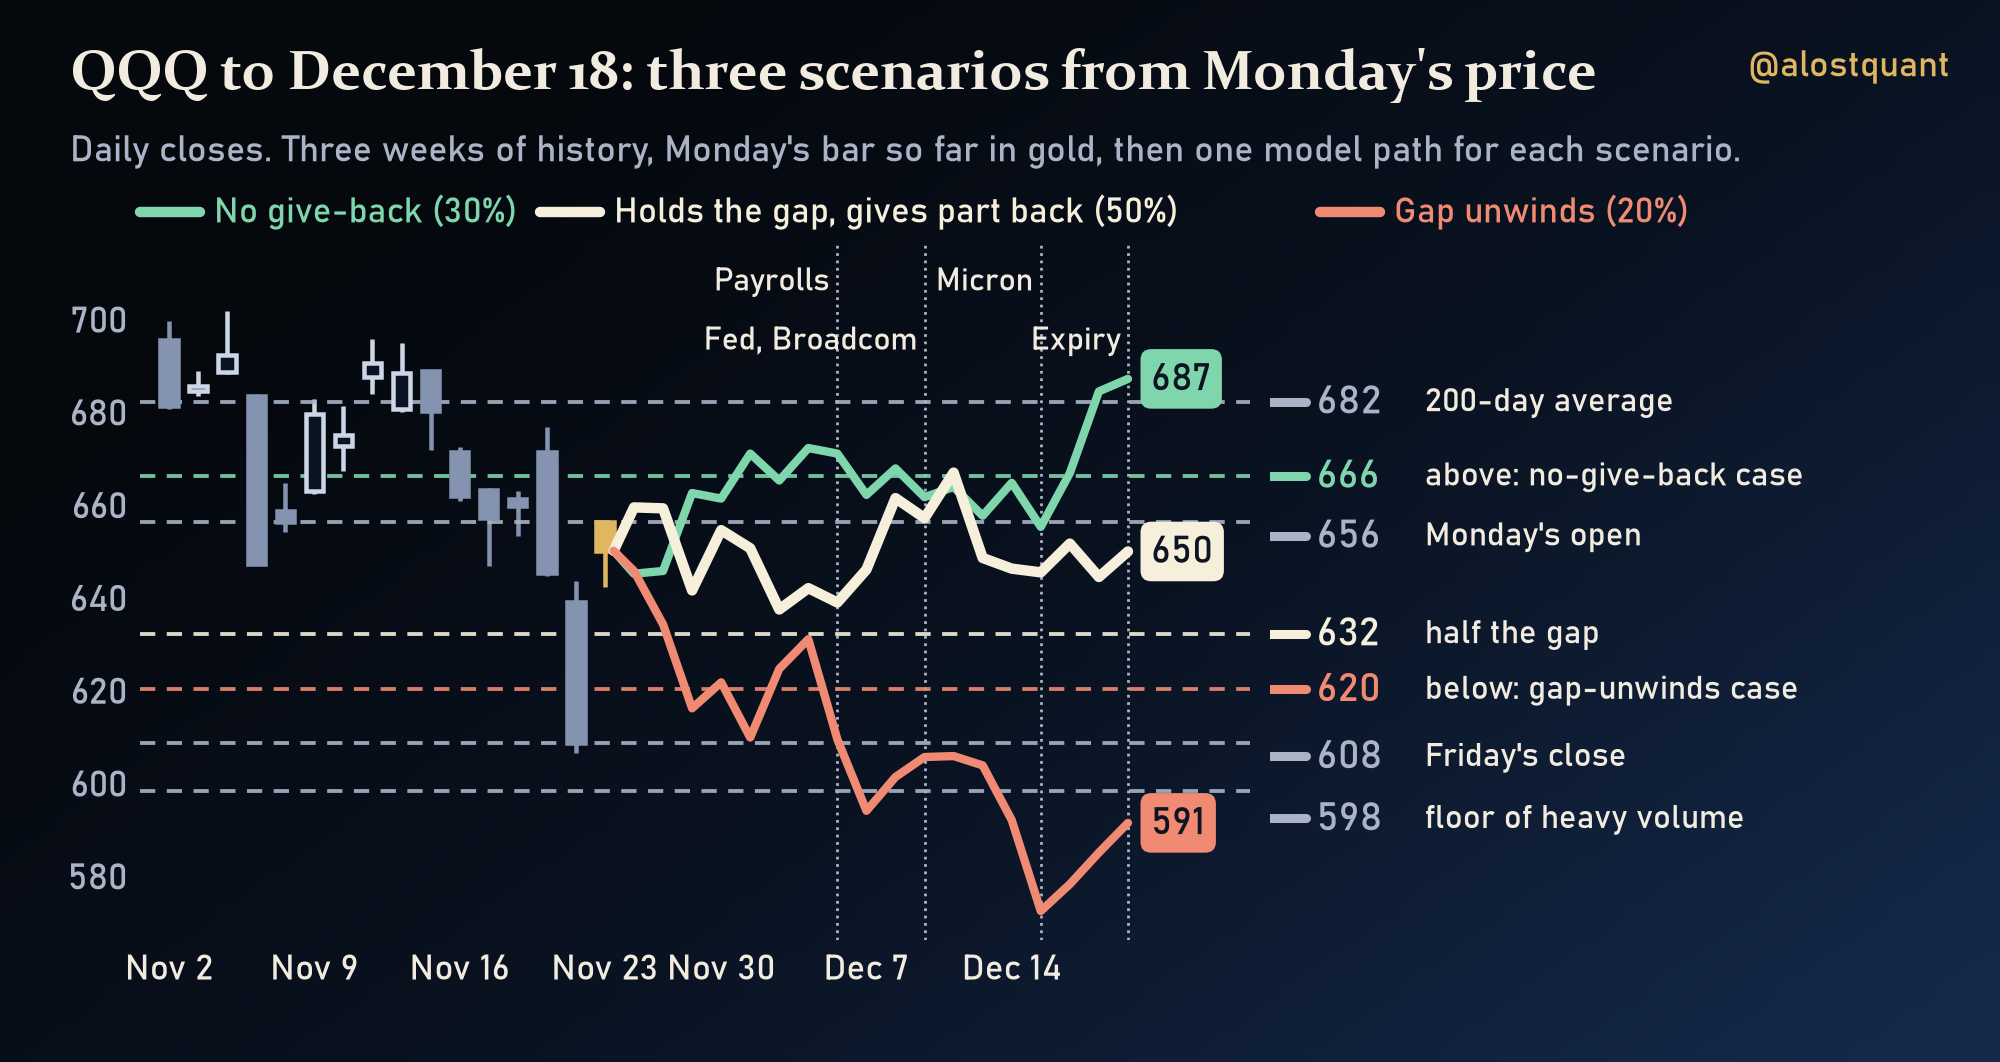 QQQ to December 18: three scenarios from Monday's price
@alostquant
Daily closes. Three weeks of history, Monday's bar so far in gold, then one model path for each scenario.
No give-back (30%)
Holds the gap, gives part back (50%)
Gap unwinds (20%)
Payrolls
Micron
Fed, Broadcom
Expiry
700
680
660
640
620
600
580
687
650
591
682 200-day average
666 above: no-give-back case
656 Monday's open
632 half the gap
620 below: gap-unwinds case
608 Friday's close
598 floor of heavy volume
Nov 2
Nov 9
Nov 16
Nov 23
Nov 30
Dec 7
Dec 14